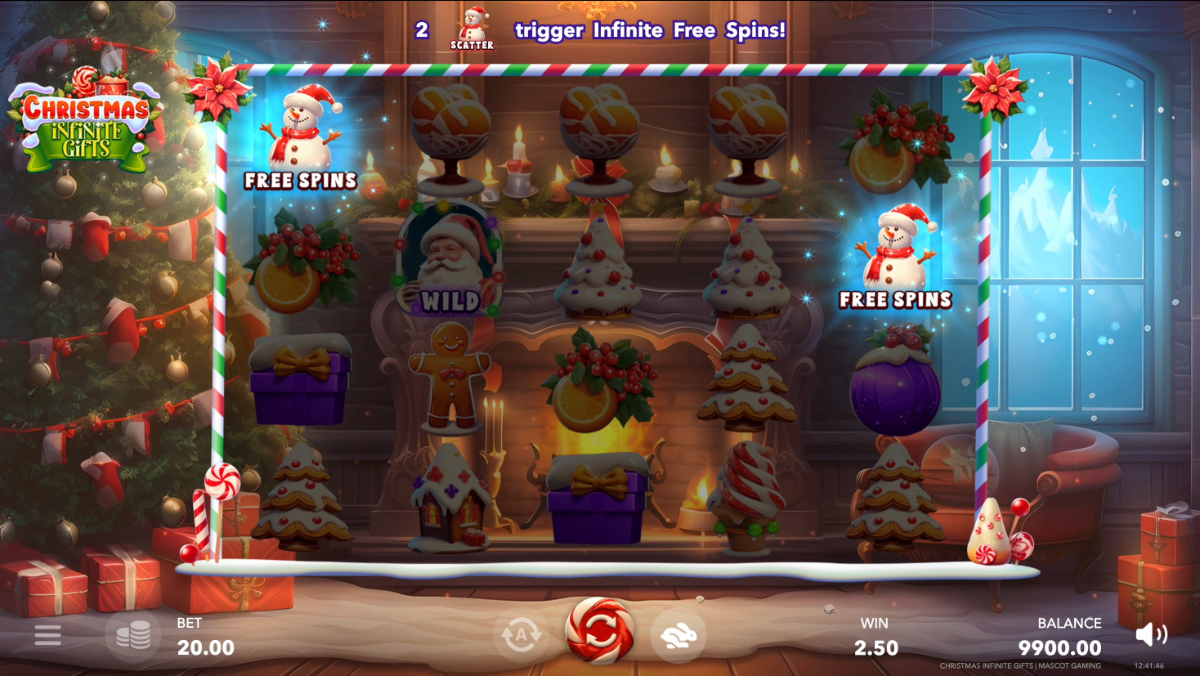 2 SCATTER trigger Infinite Free Spins!
CHRISTMAS
INFINITE
GIFTS
FREE SPINS
FREE SPINS
WILD
A
BET
20.00
WIN
2.50
BALANCE
9900.00
CHRISTMAS INFINITE GIFTS | MASCOT GAMING
12:41:46